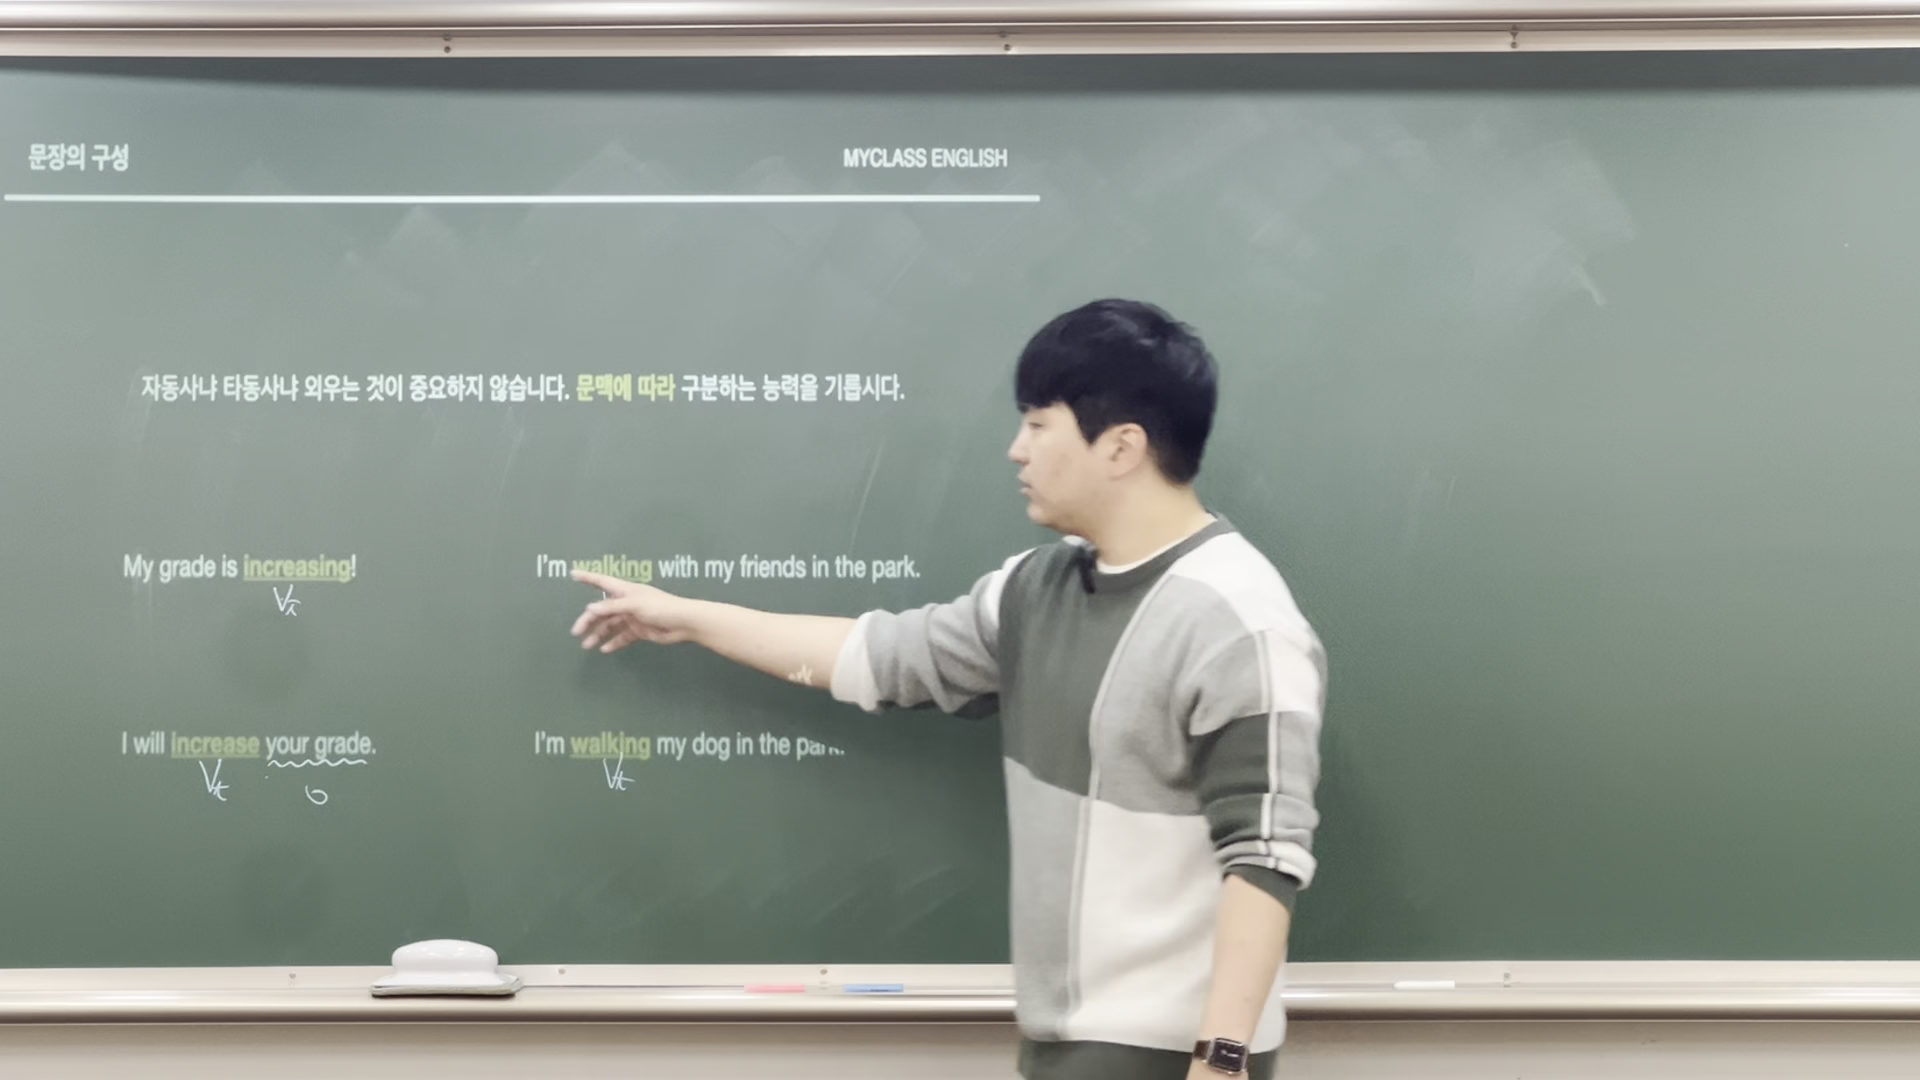 문장의 구성
MYCLASS ENGLISH
자동사냐 타동사냐 외우는 것이 중요하지 않습니다. 문맥에 따라 구분하는 능력을 기릅시다.
My grade is increasing!
Vi
I'm walking with my friends in the park.
I will increase your grade.
Vt
O
I'm walking my dog in the park.
Vt